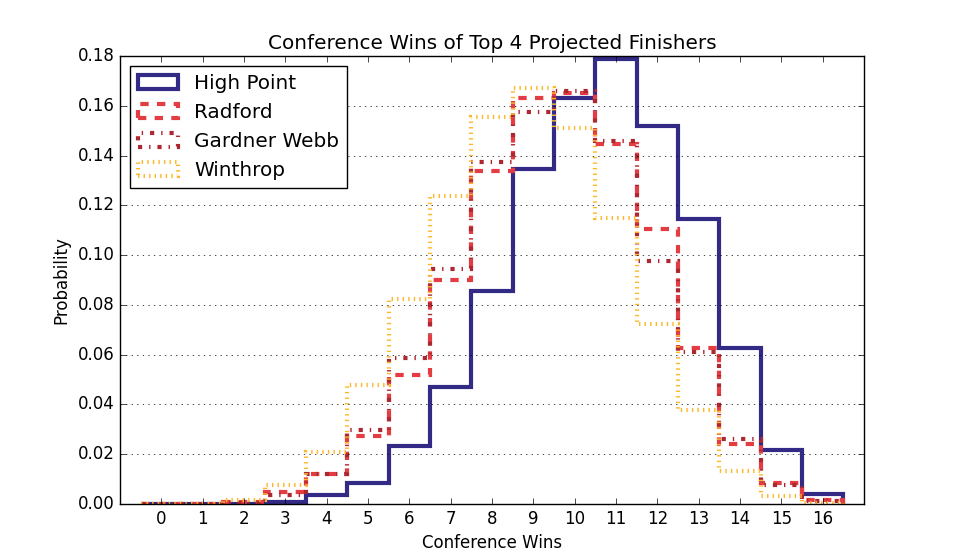 Conference Wins of Top 4 Projected Finishers
High Point
Radford
Gardner Webb
Winthrop
Probability
0.18
0.16
0.14
0.12
0.10
0.08
0.06
0.04
0.02
0.00
0 1 2 3 4 5 6 7 8 9 10 11 12 13 14 15 16
Conference Wins